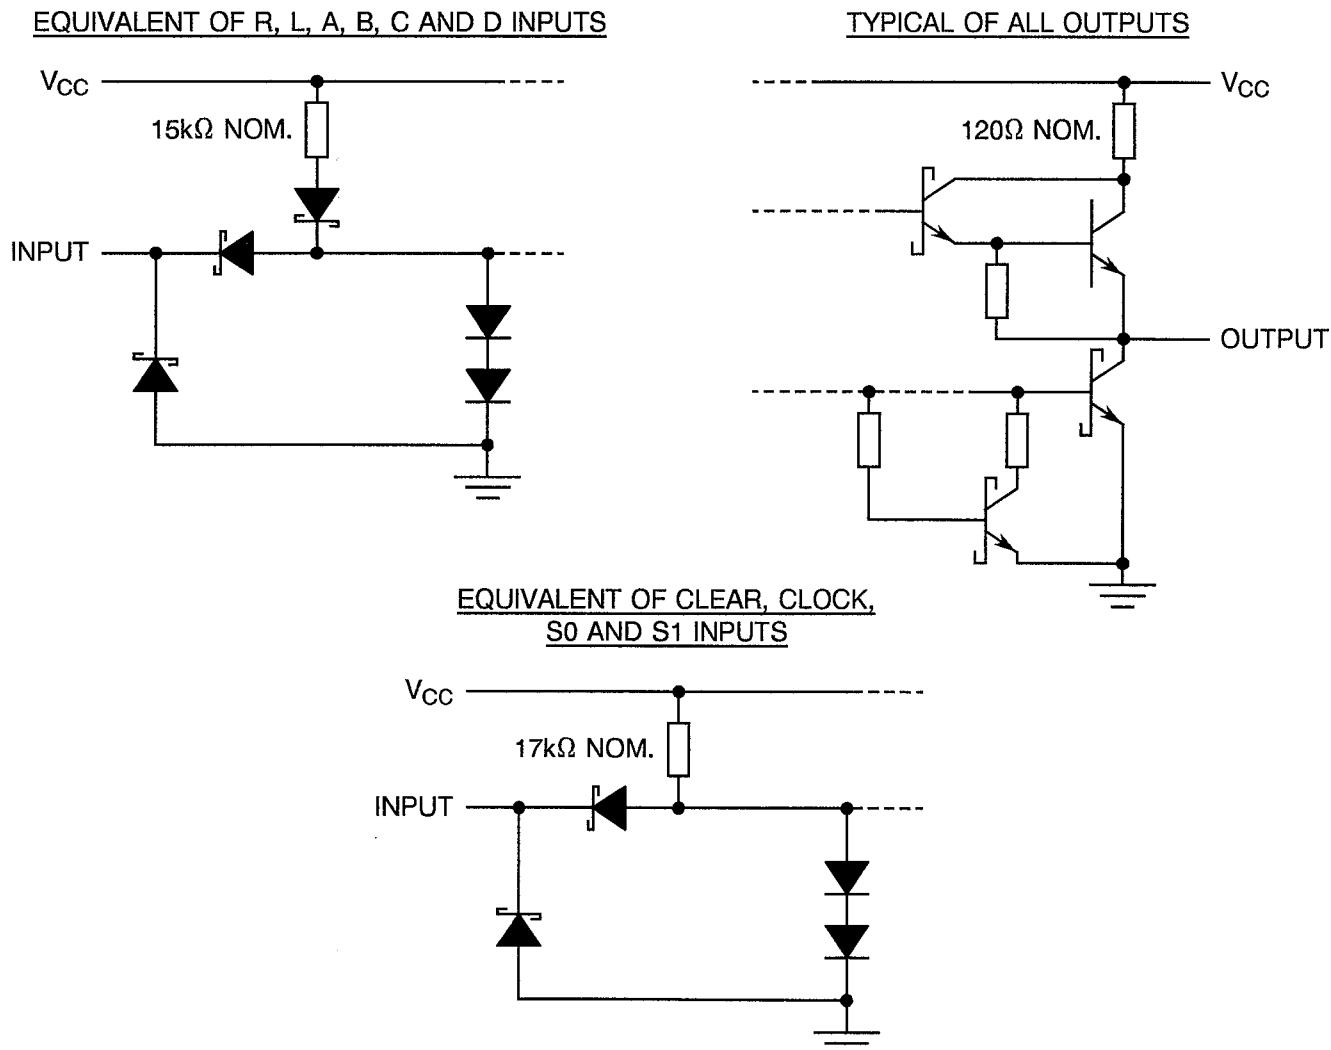 EQUIVALENT OF R, L, A, B, C AND D INPUTS
VCC
15kΩ NOM.
INPUT
TYPICAL OF ALL OUTPUTS
VCC
120Ω NOM.
OUTPUT
EQUIVALENT OF CLEAR, CLOCK,
S0 AND S1 INPUTS
VCC
17kΩ NOM.
INPUT